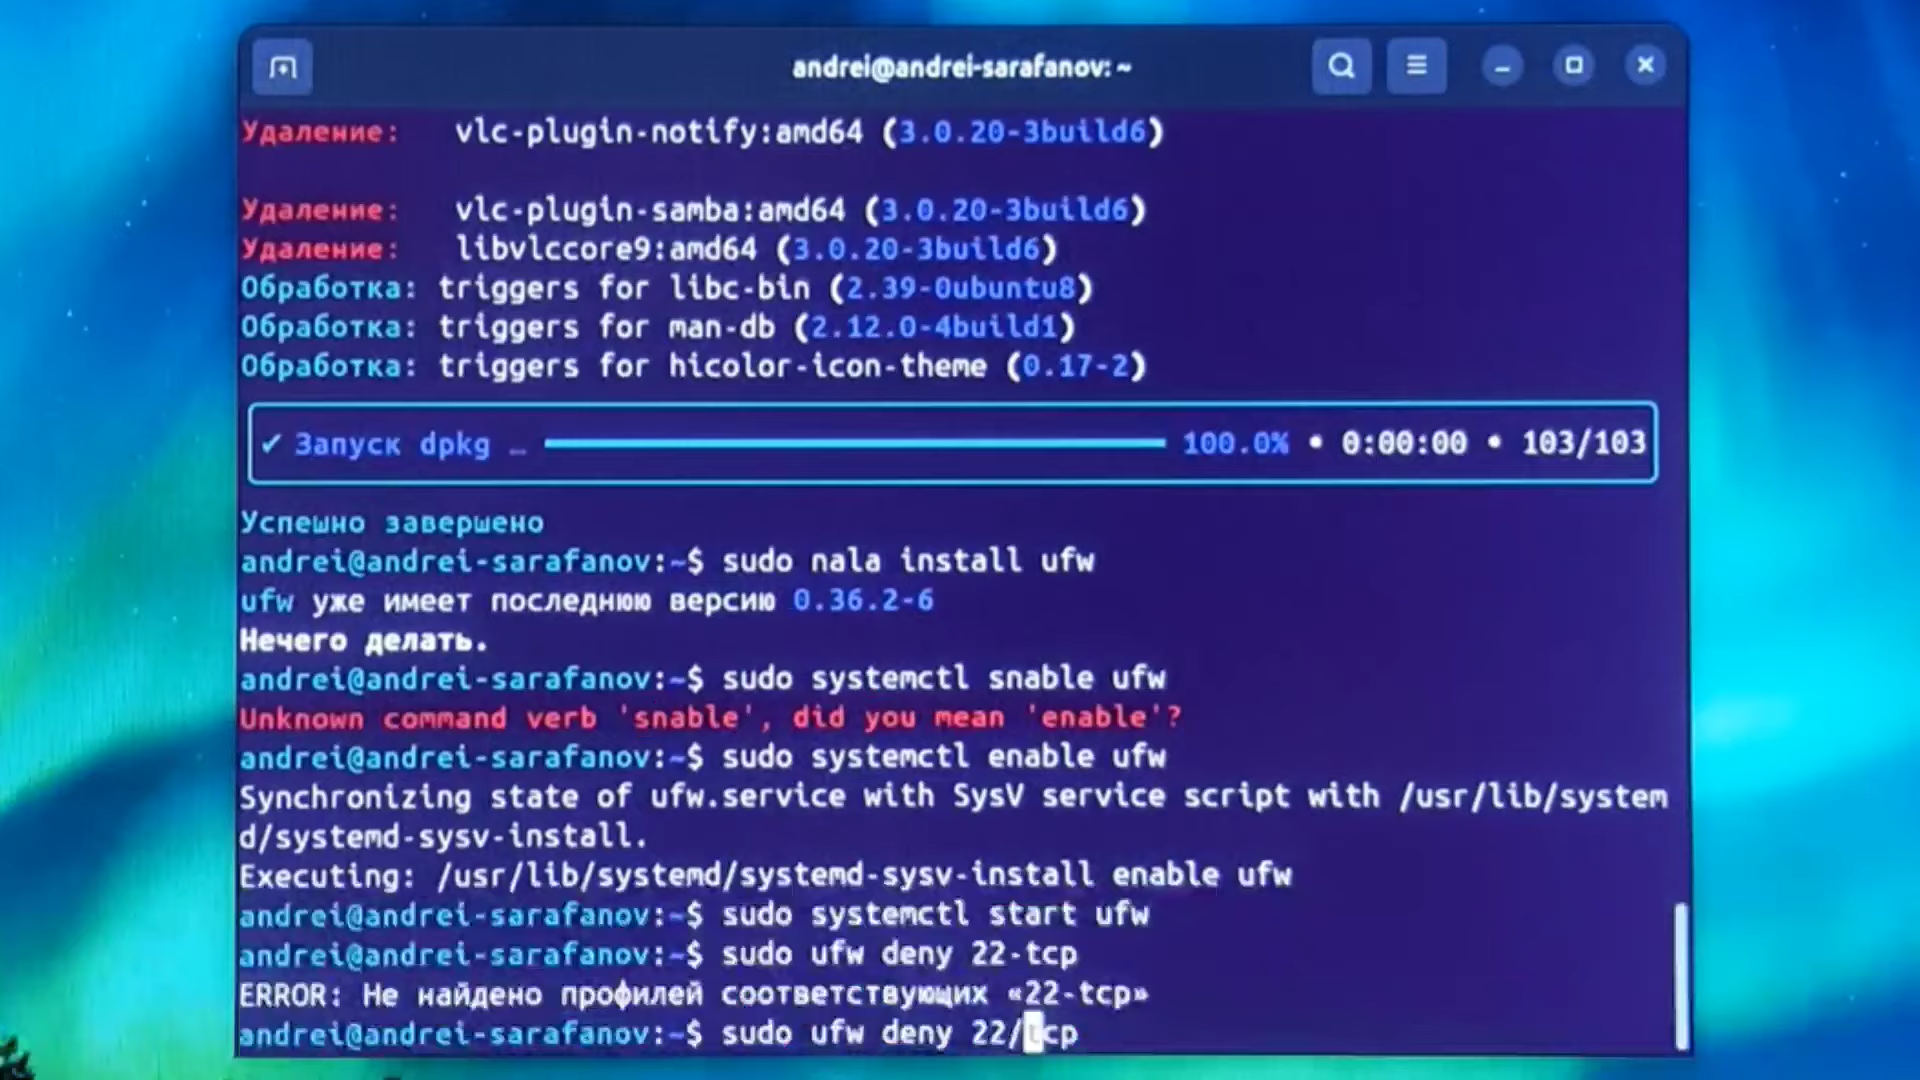 andrei@andrei-sarafanov: ~
Удаление: vlc-plugin-notify:amd64 (3.0.20-3build6)
Удаление: vlc-plugin-samba:amd64 (3.0.20-3build6)
Удаление: libvlccore9:amd64 (3.0.20-3build6)
Обработка: triggers for libc-bin (2.39-0ubuntu8)
Обработка: triggers for man-db (2.12.0-4build1)
Обработка: triggers for hicolor-icon-theme (0.17-2)
✓ Запуск dpkg … 100.0% • 0:00:00 • 103/103
Успешно завершено
andrei@andrei-sarafanov:~$ sudo nala install ufw
ufw уже имеет последнюю версию 0.36.2-6
Нечего делать.
andrei@andrei-sarafanov:~$ sudo systemctl snable ufw
Unknown command verb 'snable', did you mean 'enable'?
andrei@andrei-sarafanov:~$ sudo systemctl enable ufw
Synchronizing state of ufw.service with SysV service script with /usr/lib/system
d/systemd-sysv-install.
Executing: /usr/lib/systemd/systemd-sysv-install enable ufw
andrei@andrei-sarafanov:~$ sudo systemctl start ufw
andrei@andrei-sarafanov:~$ sudo ufw deny 22-tcp
ERROR: Не найдено профилей соответствующих «22-tcp»
andrei@andrei-sarafanov:~$ sudo ufw deny 22/tcp